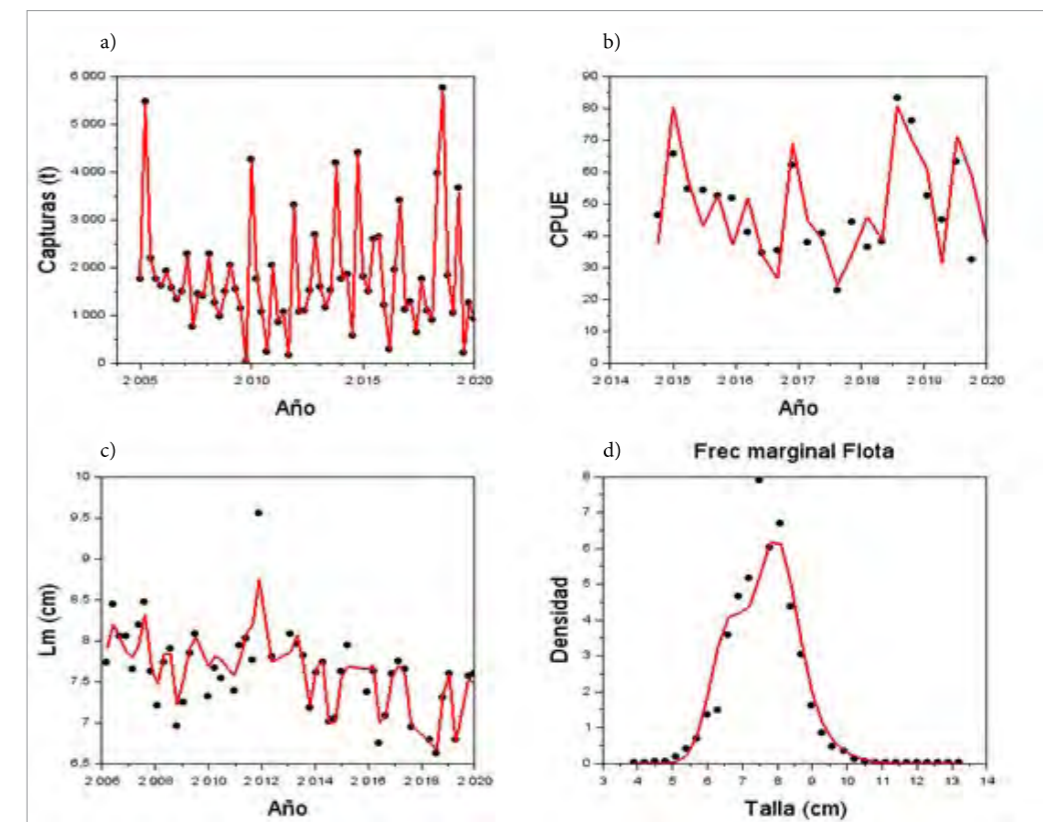 a)
6 000
5 000
4 000
3 000
2 000
1 000
0
Capturas (t)
2 005 2 010 2 015 2 020
Año
b)
90
80
70
60
50
40
30
20
10
0
CPUE
2 014 2 015 2 016 2 017 2 018 2 019 2 020
Año
c)
10
9,5
9
8,5
8
7,5
7
6,5
Lm (cm)
2 006 2 008 2 010 2 012 2 014 2 016 2 018 2 020
Año
d)
Frec marginal Flota
8
7
6
5
4
3
2
1
0
Densidad
3 4 5 6 7 8 9 10 11 12 13 14
Talla (cm)